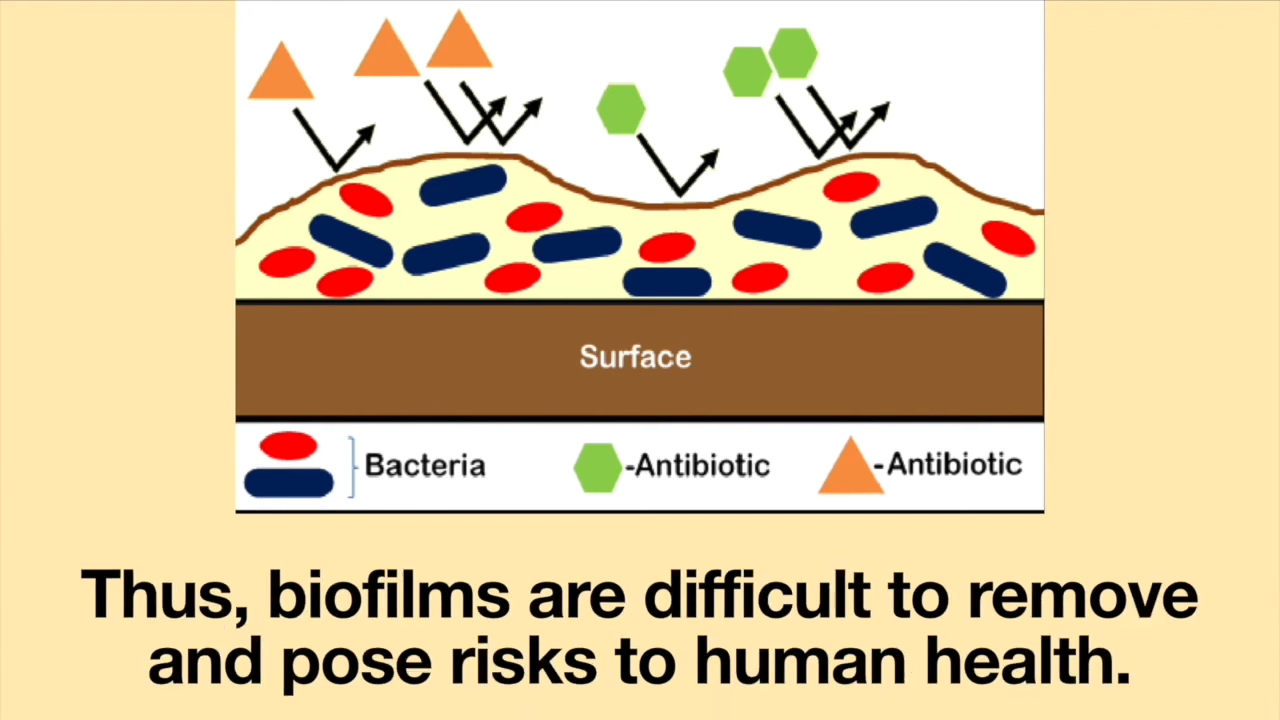 Surface
Bacteria
-Antibiotic
-Antibiotic
Thus, biofilms are difficult to remove
and pose risks to human health.